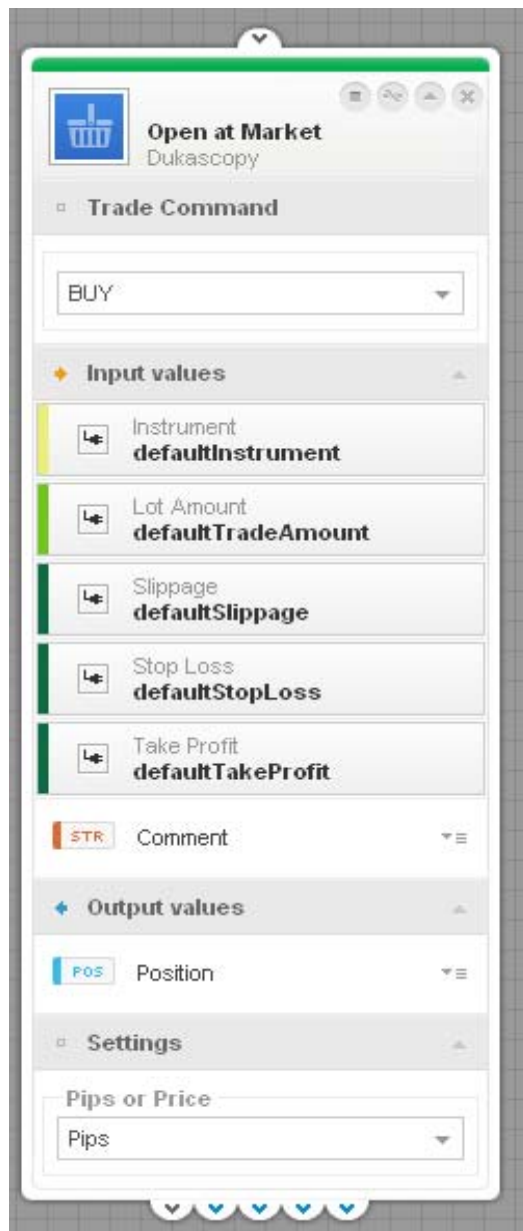 Open at Market
Dukascopy
Trade Command
BUY
Input values
Instrument
defaultInstrument
Lot Amount
defaultTradeAmount
Slippage
defaultSlippage
Stop Loss
defaultStopLoss
Take Profit
defaultTakeProfit
STR Comment
Output values
POS Position
Settings
Pips or Price
Pips